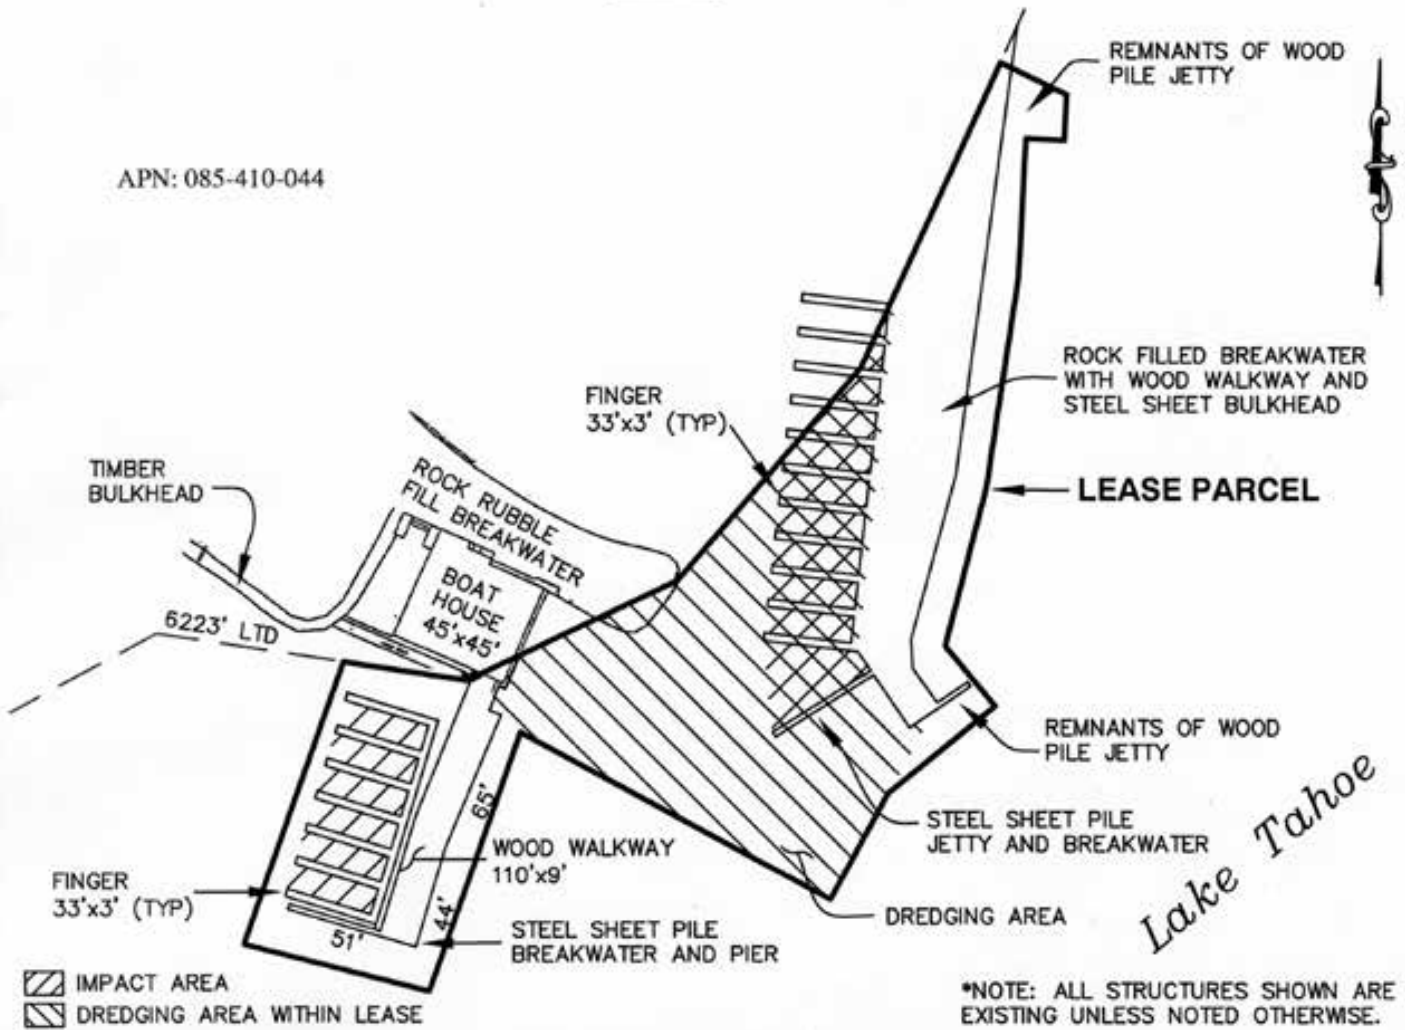 REMNANTS OF WOOD
PILE JETTY
APN: 085-410-044
ROCK FILLED BREAKWATER
WITH WOOD WALKWAY AND
STEEL SHEET BULKHEAD
FINGER
33'x3' (TYP)
LEASE PARCEL
TIMBER
BULKHEAD
ROCK RUBBLE
FILL BREAKWATER
BOAT
HOUSE
45'x45'
6223' LTD
REMNANTS OF WOOD
PILE JETTY
Lake Tahoe
STEEL SHEET PILE
JETTY AND BREAKWATER
65'
WOOD WALKWAY
110'x9'
FINGER
33'x3' (TYP)
DREDGING AREA
44'
51'
STEEL SHEET PILE
BREAKWATER AND PIER
IMPACT AREA
DREDGING AREA WITHIN LEASE
*NOTE: ALL STRUCTURES SHOWN ARE
EXISTING UNLESS NOTED OTHERWISE.